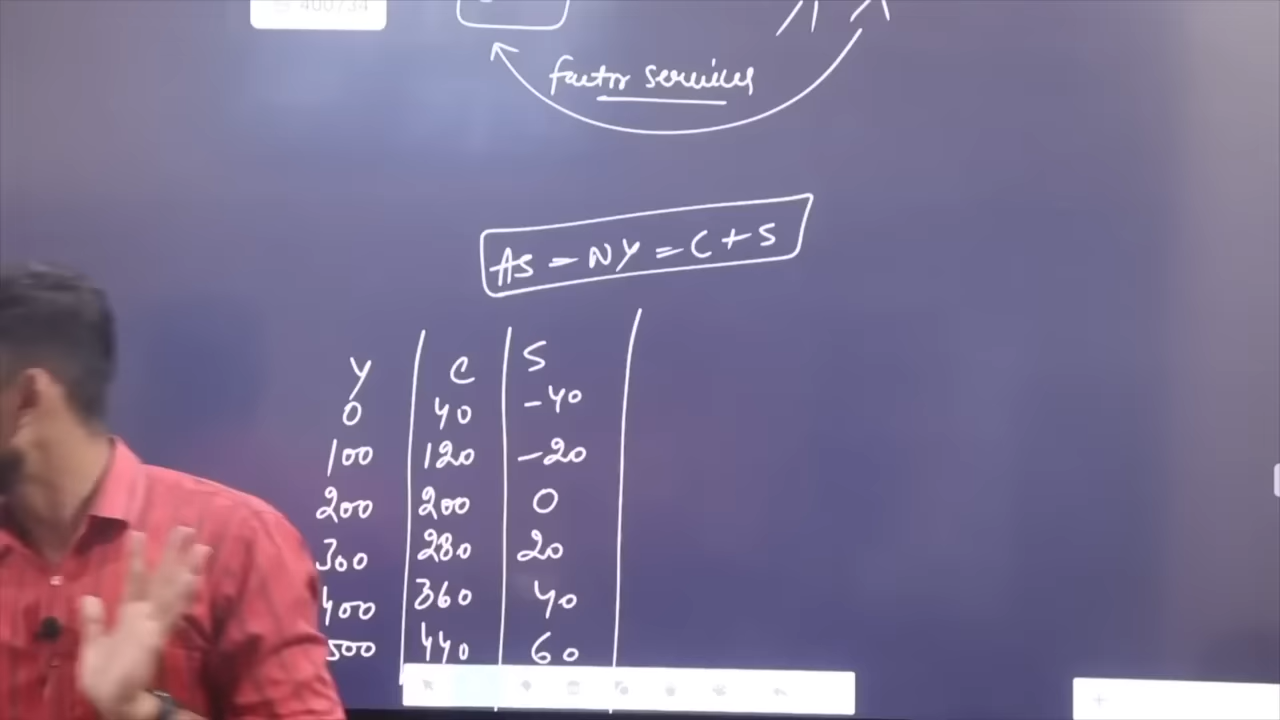 factor services
AS = NY = C + S
Y C S
0 40 -40
100 120 -20
200 200 0
300 280 20
400 360 40
500 440 60